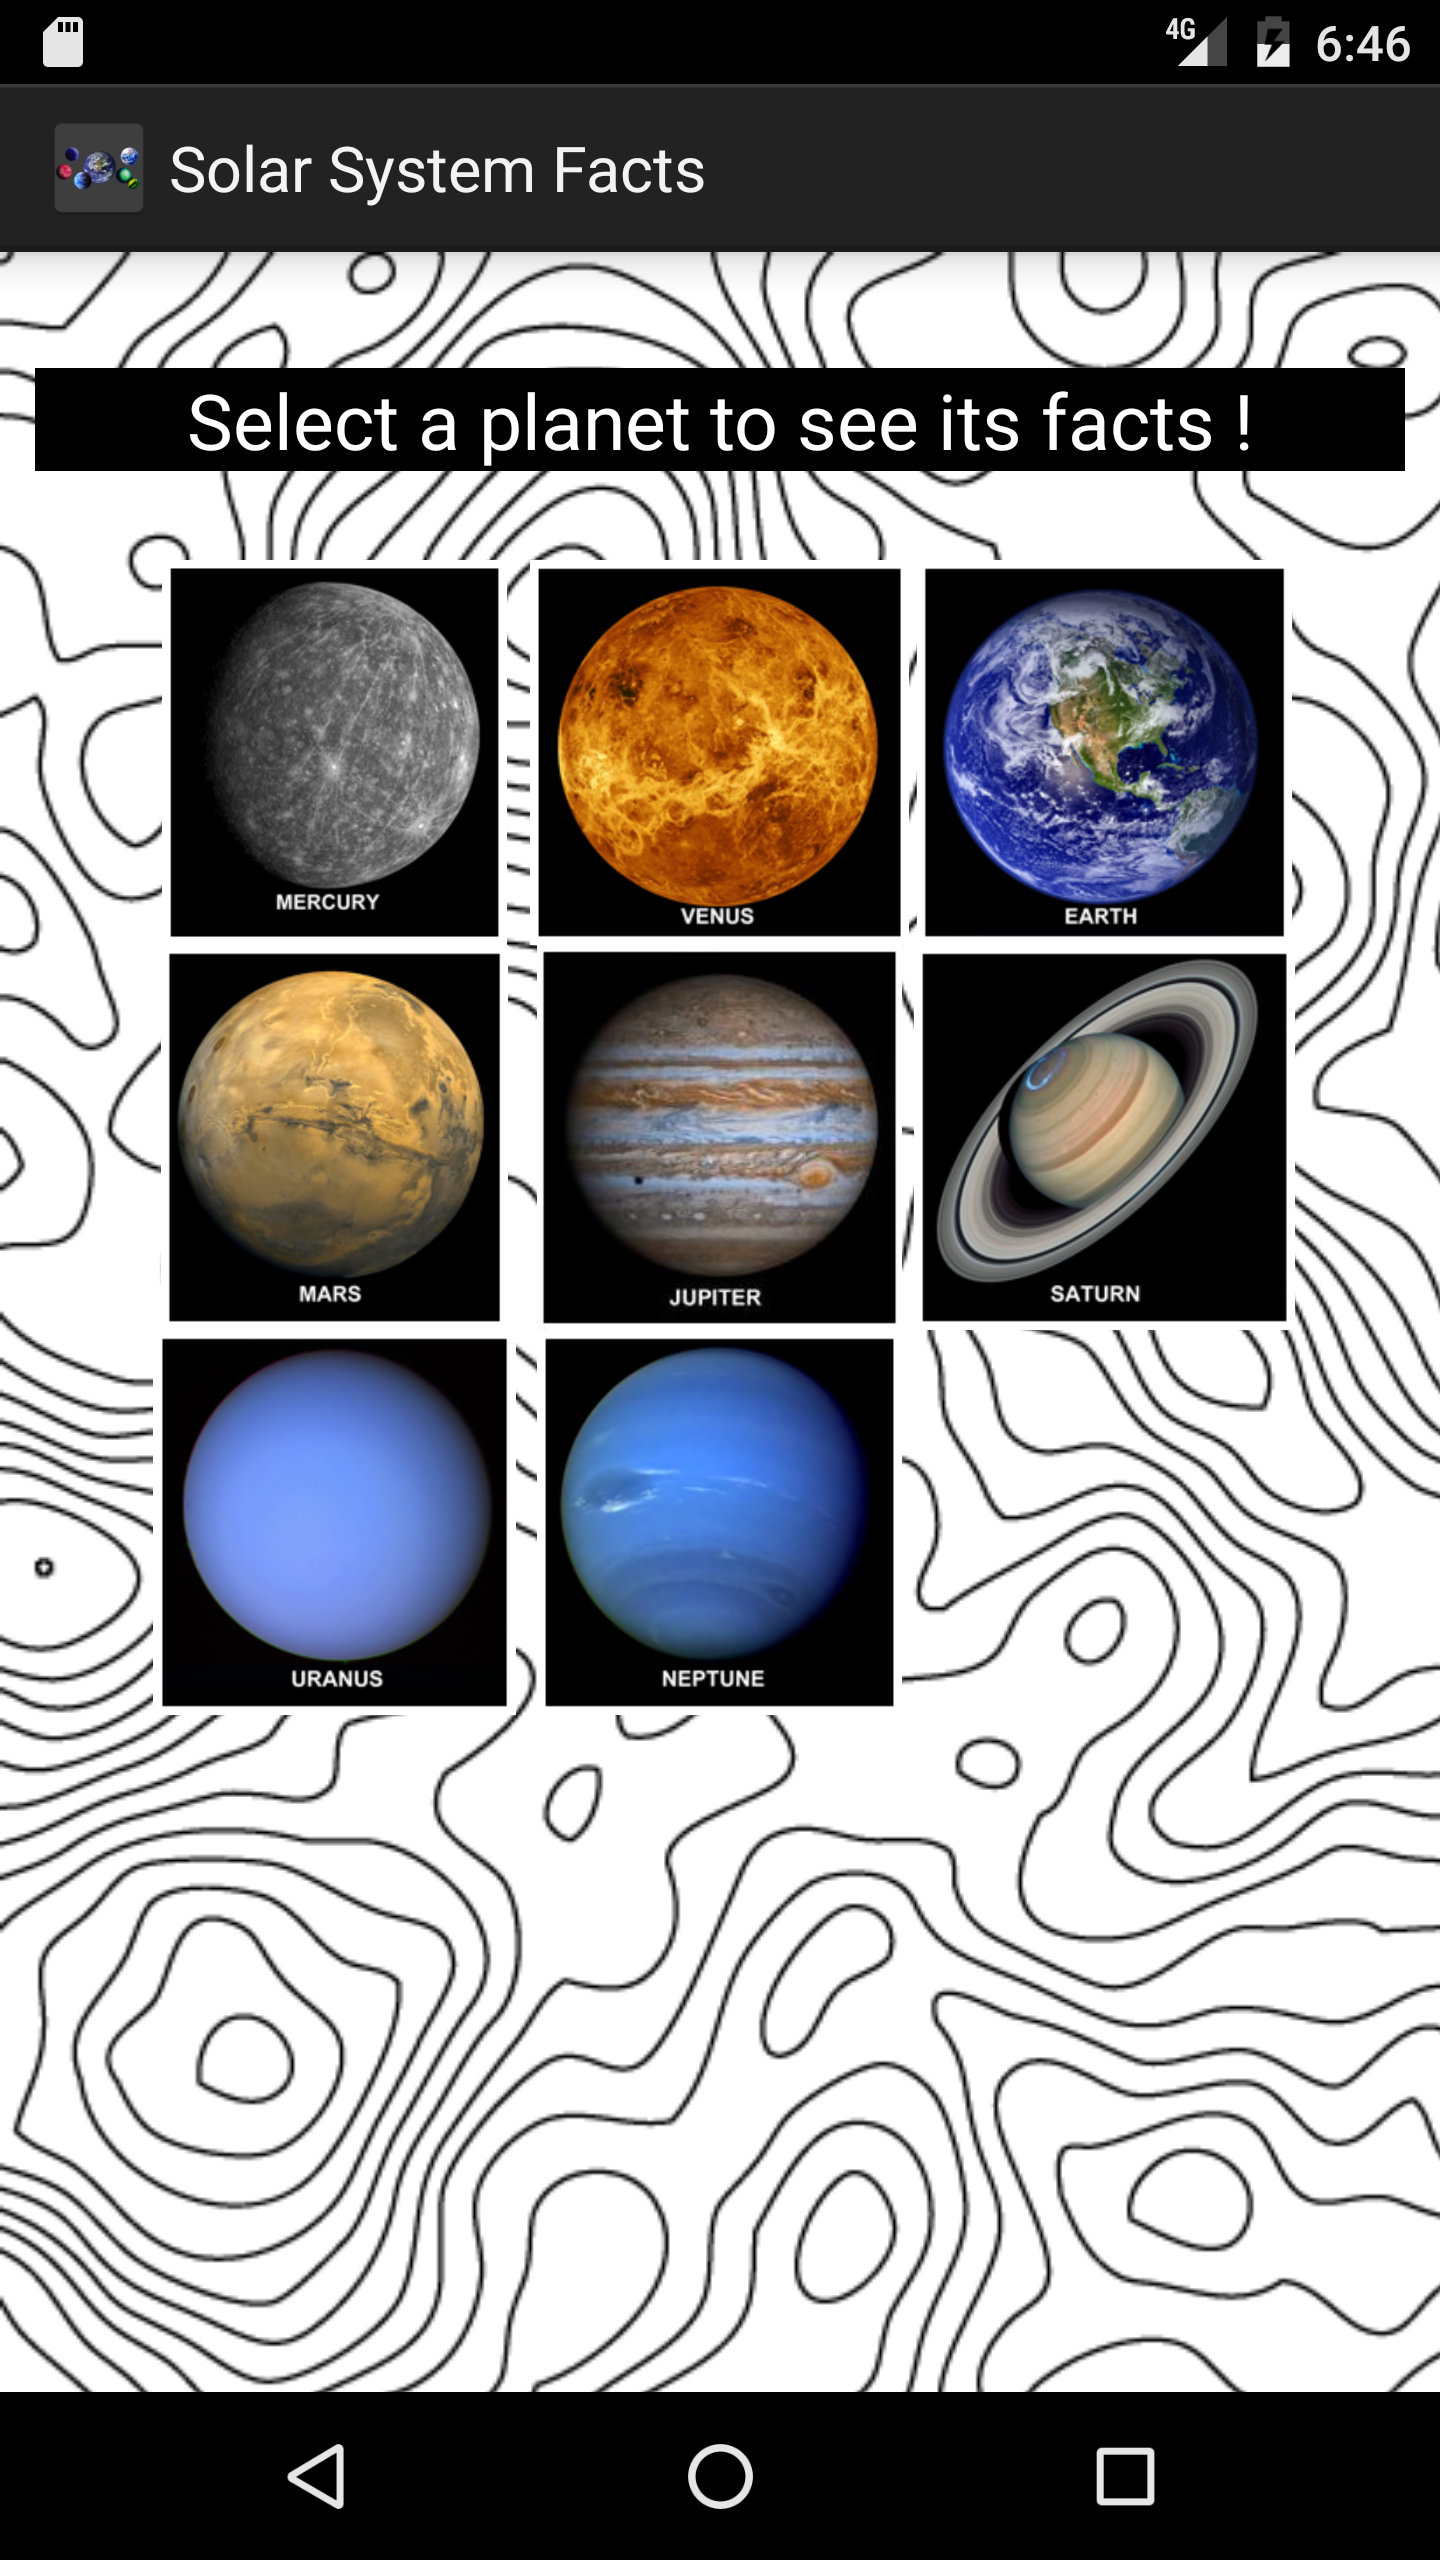 4G 6:46
Solar System Facts
Select a planet to see its facts !
MERCURY VENUS EARTH
MARS JUPITER SATURN
URANUS NEPTUNE